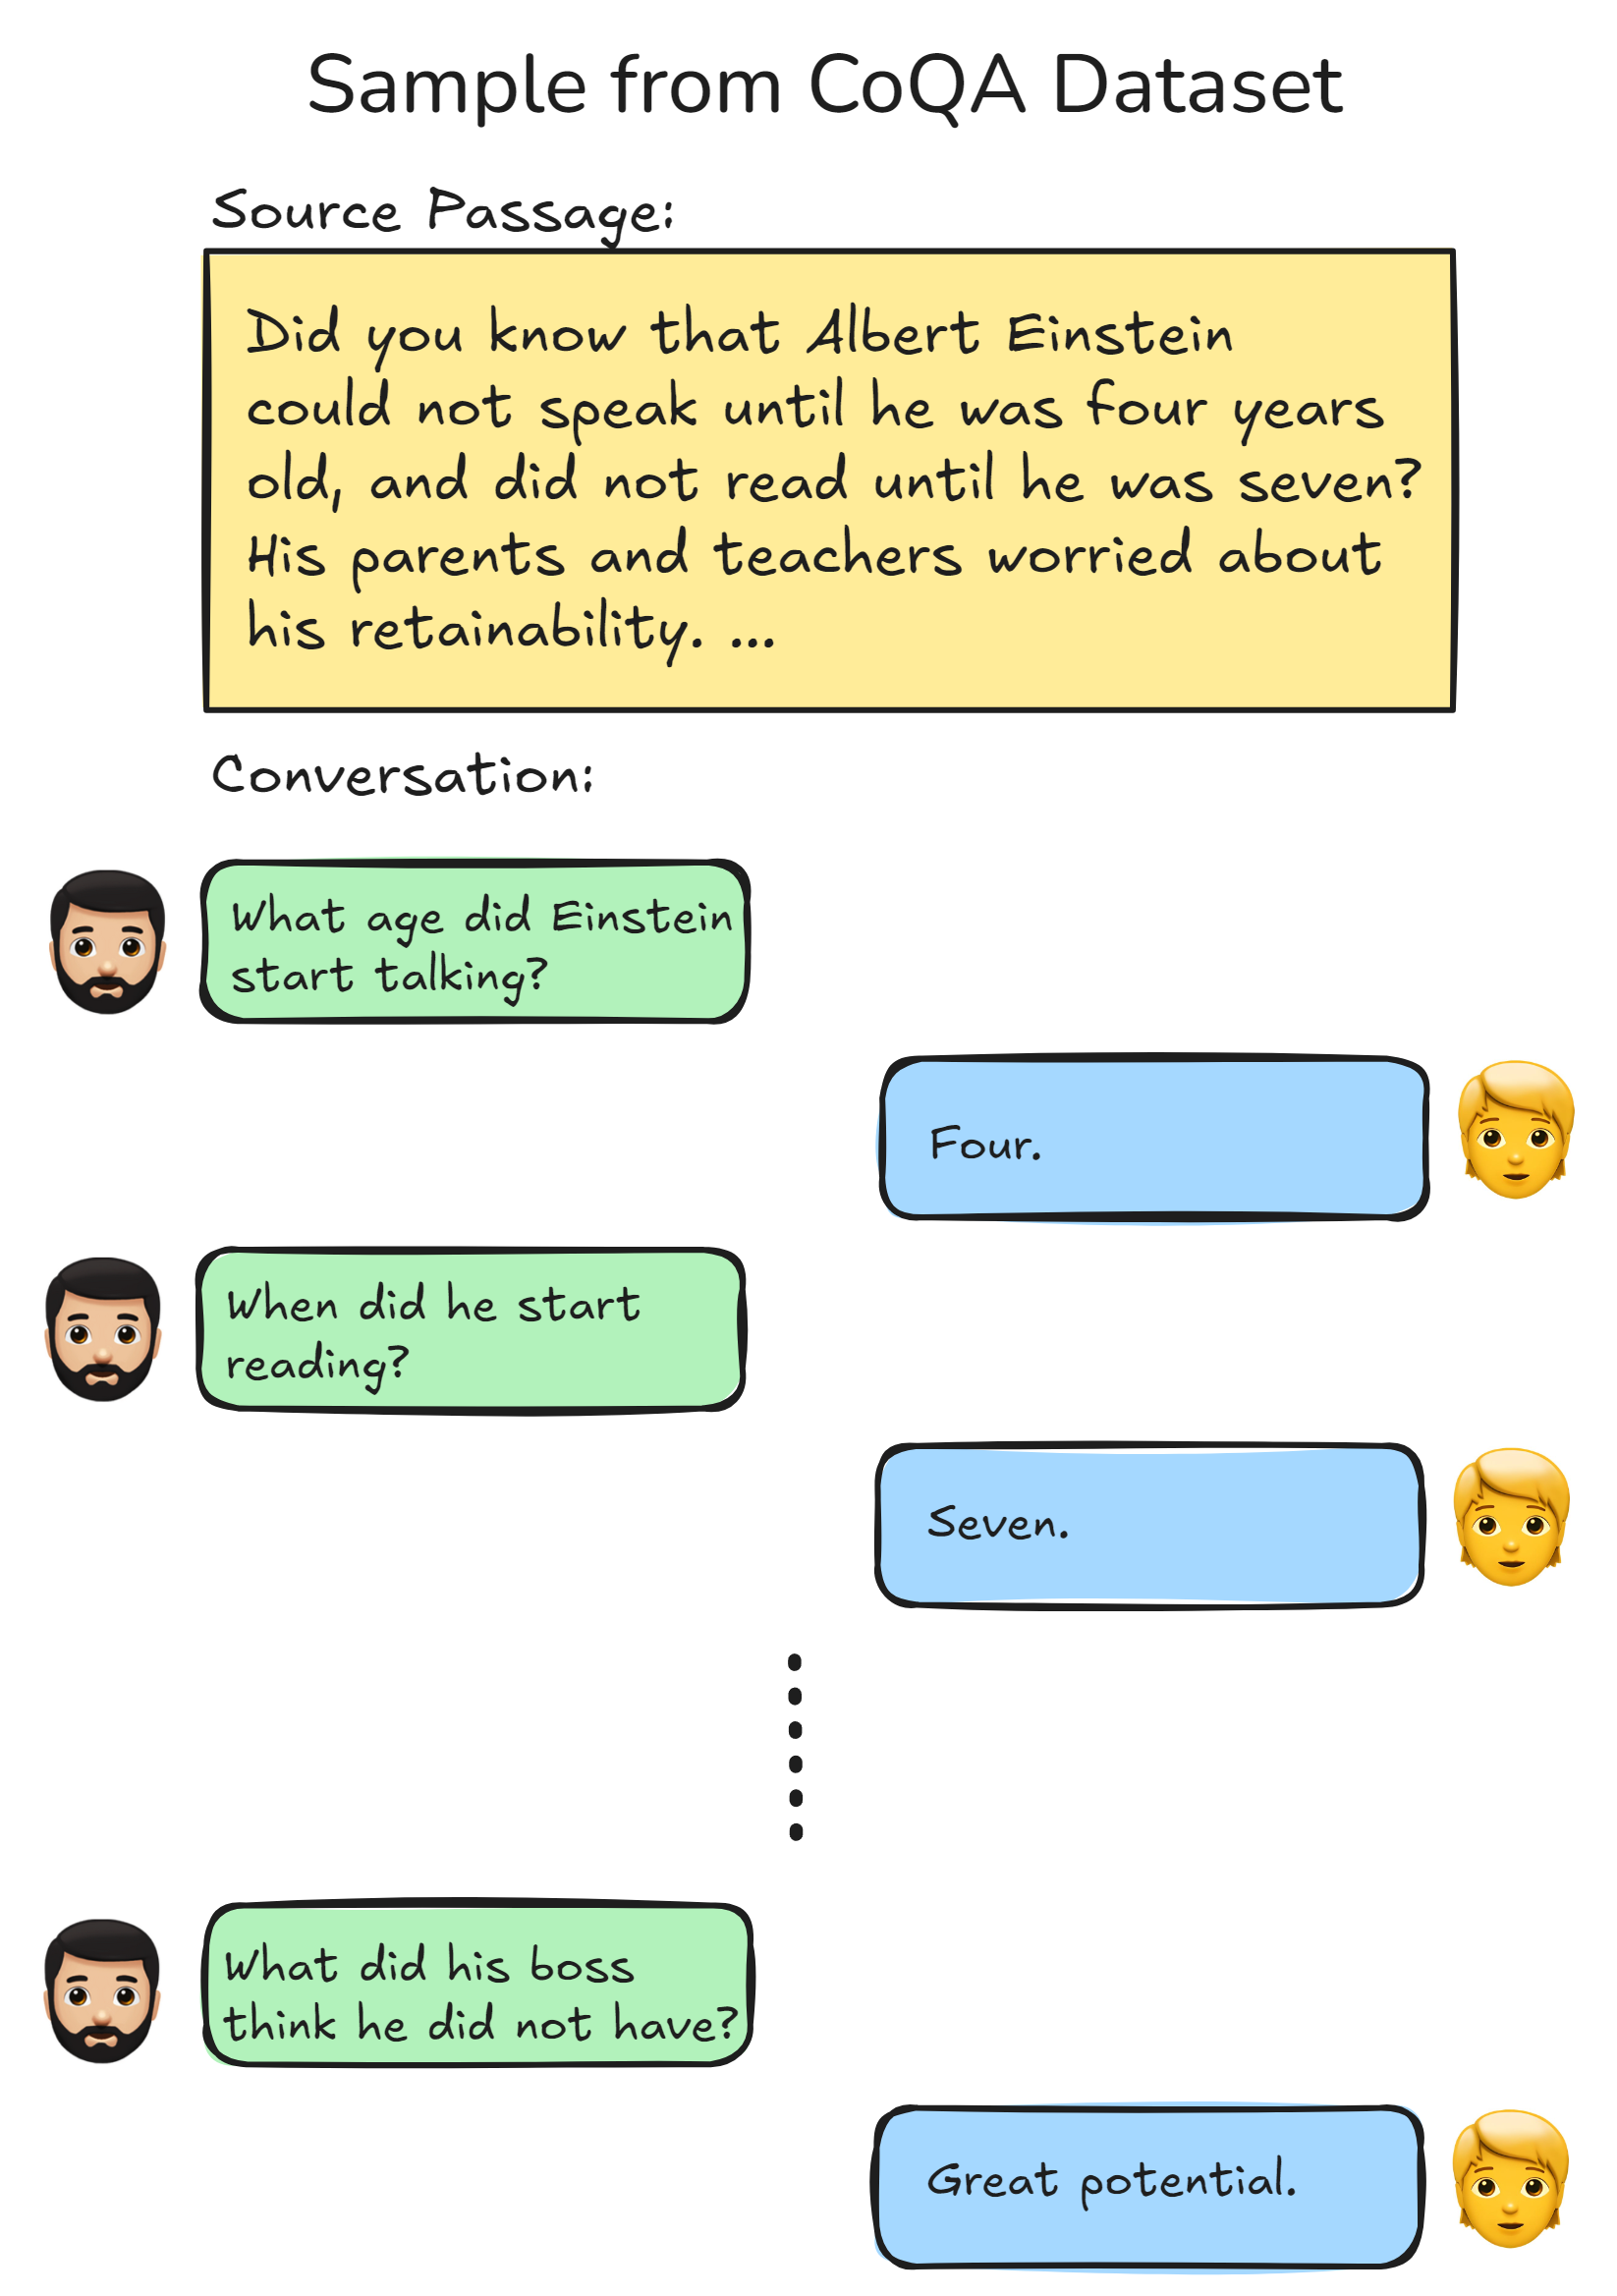 Sample from CoQA Dataset
Source Passage:
Did you know that Albert Einstein
could not speak until he was four years
old, and did not read until he was seven?
His parents and teachers worried about
his retainability. ...
Conversation:
What age did Einstein
start talking?
Four.
When did he start
reading?
Seven.
What did his boss
think he did not have?
Great potential.